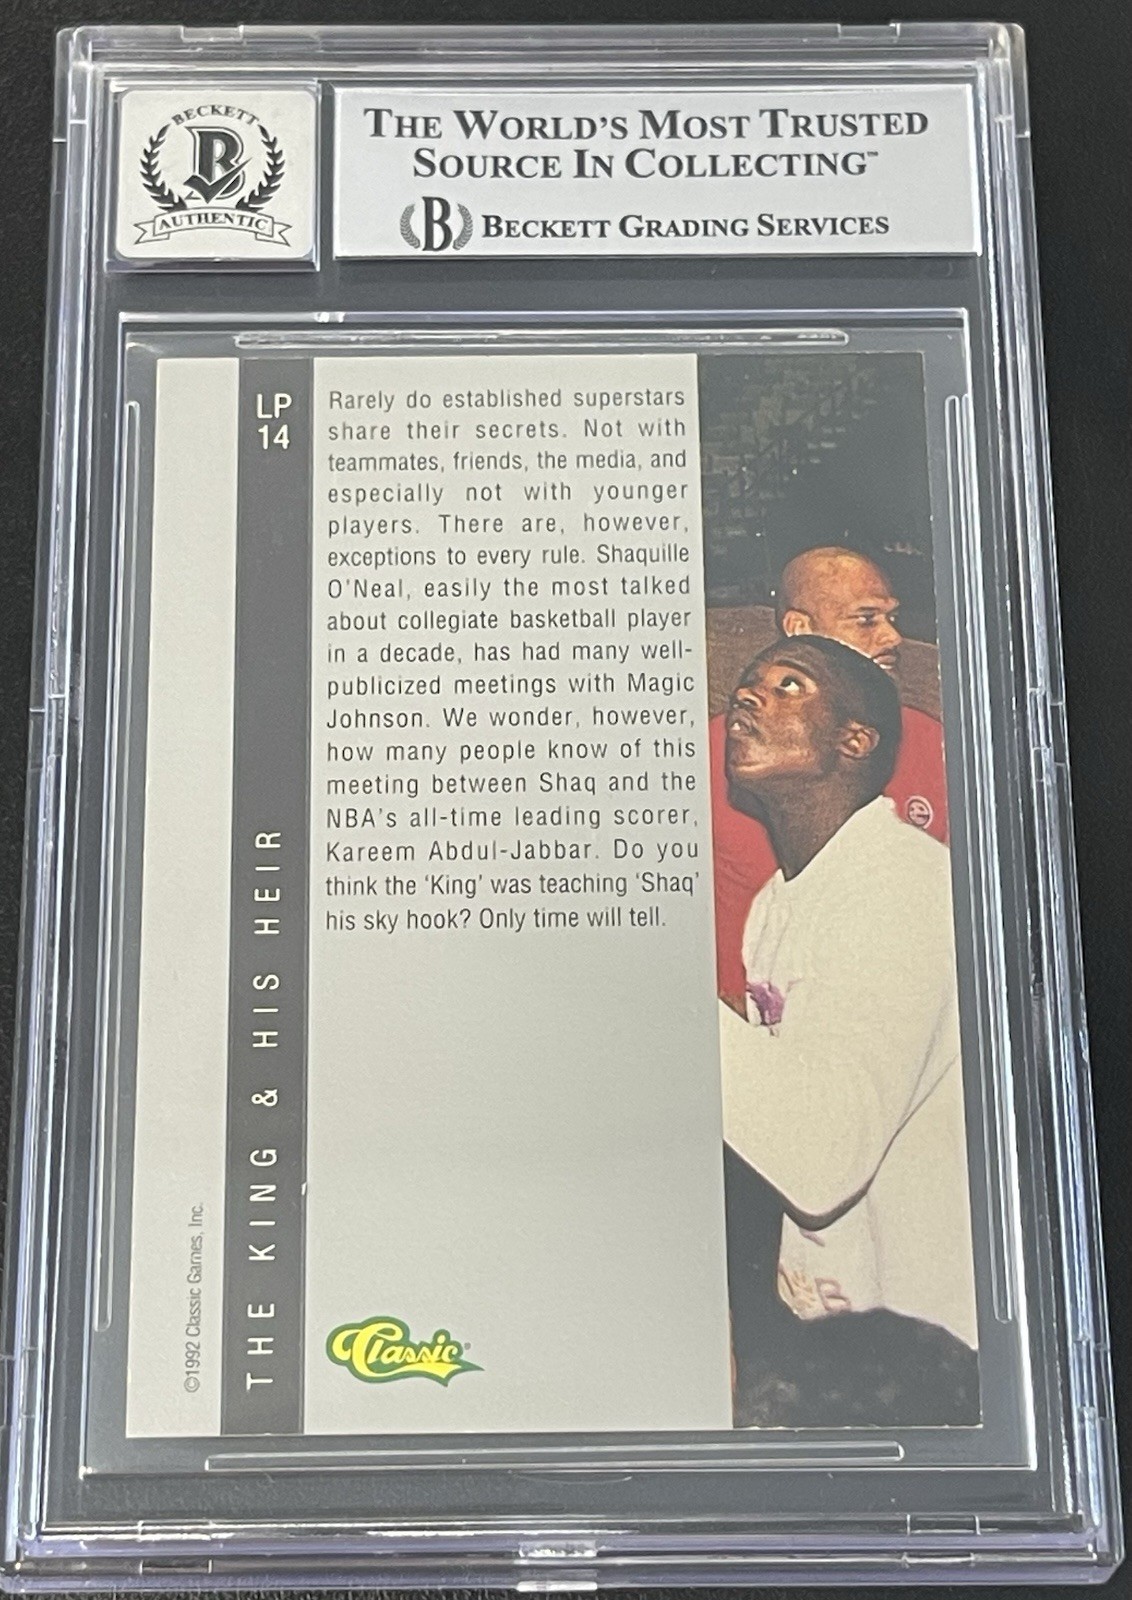 BECKETT
B
AUTHENTIC
THE WORLD'S MOST TRUSTED
SOURCE IN COLLECTING™
B BECKETT GRADING SERVICES
LP
14
Rarely do established superstars
share their secrets. Not with
teammates, friends, the media, and
especially not with younger
players. There are, however,
exceptions to every rule. Shaquille
O'Neal, easily the most talked
about collegiate basketball player
in a decade, has had many well-
publicized meetings with Magic
Johnson. We wonder, however,
how many people know of this
meeting between Shaq and the
NBA's all-time leading scorer,
Kareem Abdul-Jabbar. Do you
think the 'King' was teaching 'Shaq'
his sky hook? Only time will tell.
THE KING & HIS HEIR
©1992 Classic Games, Inc.
Classic®